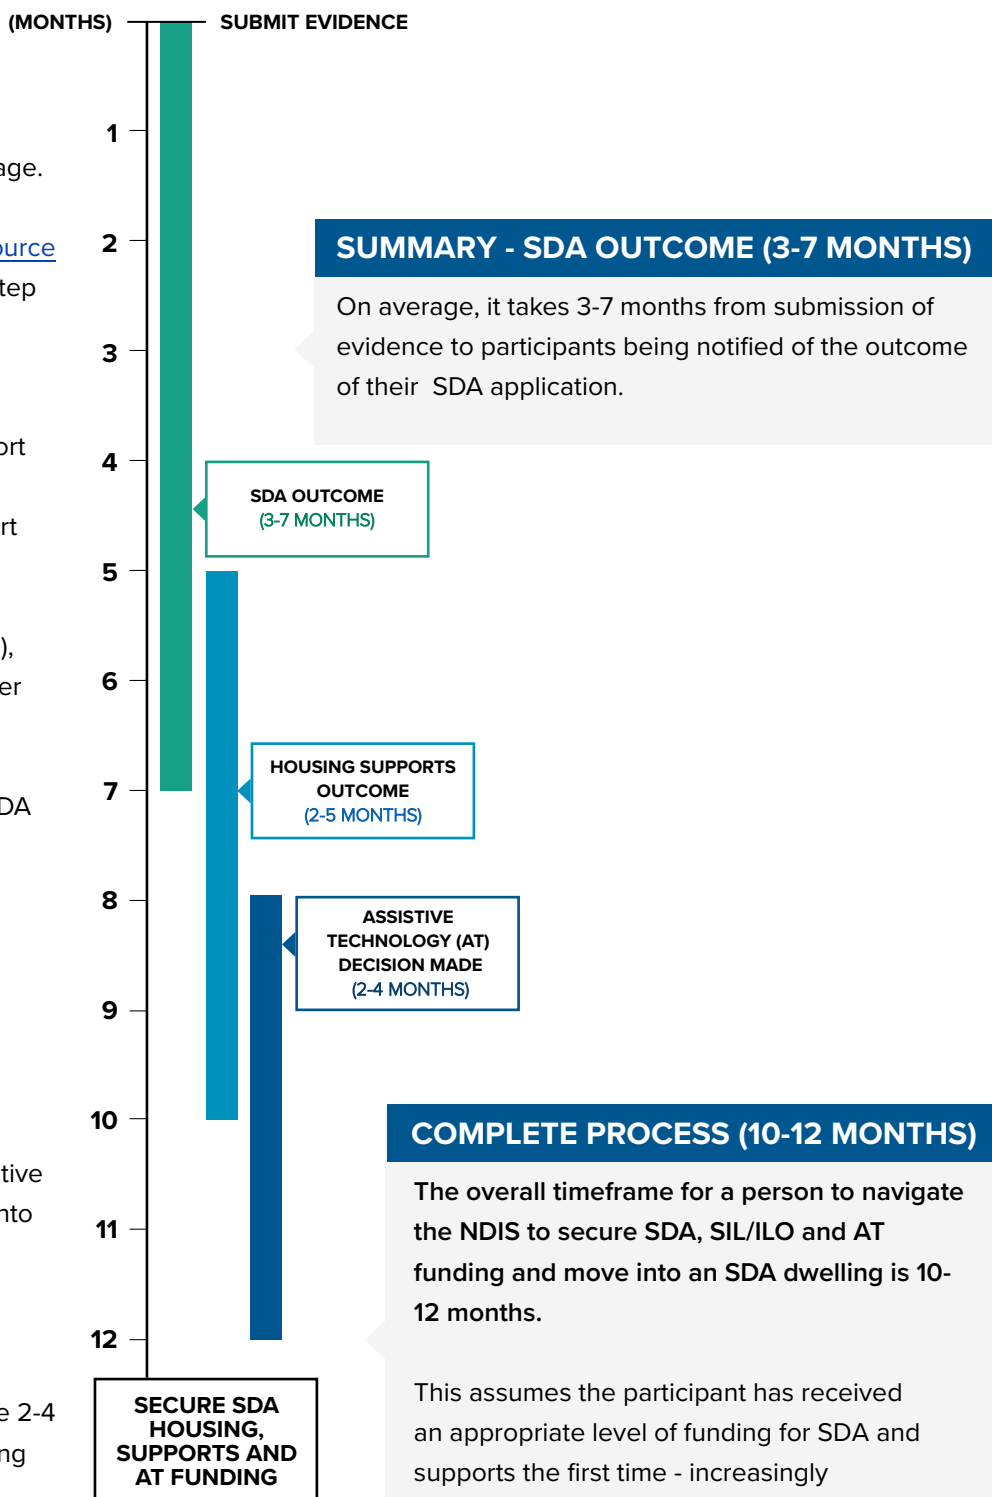 (MONTHS)
SUBMIT EVIDENCE
1
age.
2
ource
tep
SUMMARY - SDA OUTCOME (3-7 MONTHS)
On average, it takes 3-7 months from submission of
evidence to participants being notified of the outcome
of their SDA application.
3
ort
4
SDA OUTCOME
(3-7 MONTHS)
rt
5
),
6
er
HOUSING SUPPORTS
OUTCOME
(2-5 MONTHS)
7
DA
8
ASSISTIVE
TECHNOLOGY (AT)
DECISION MADE
(2-4 MONTHS)
9
10
COMPLETE PROCESS (10-12 MONTHS)
tive
nto
11
The overall timeframe for a person to navigate
the NDIS to secure SDA, SIL/ILO and AT
funding and move into an SDA dwelling is 10-
12 months.
12
This assumes the participant has received
an appropriate level of funding for SDA and
supports the first time - increasingly
e 2-4
ng
SECURE SDA
HOUSING,
SUPPORTS AND
AT FUNDING